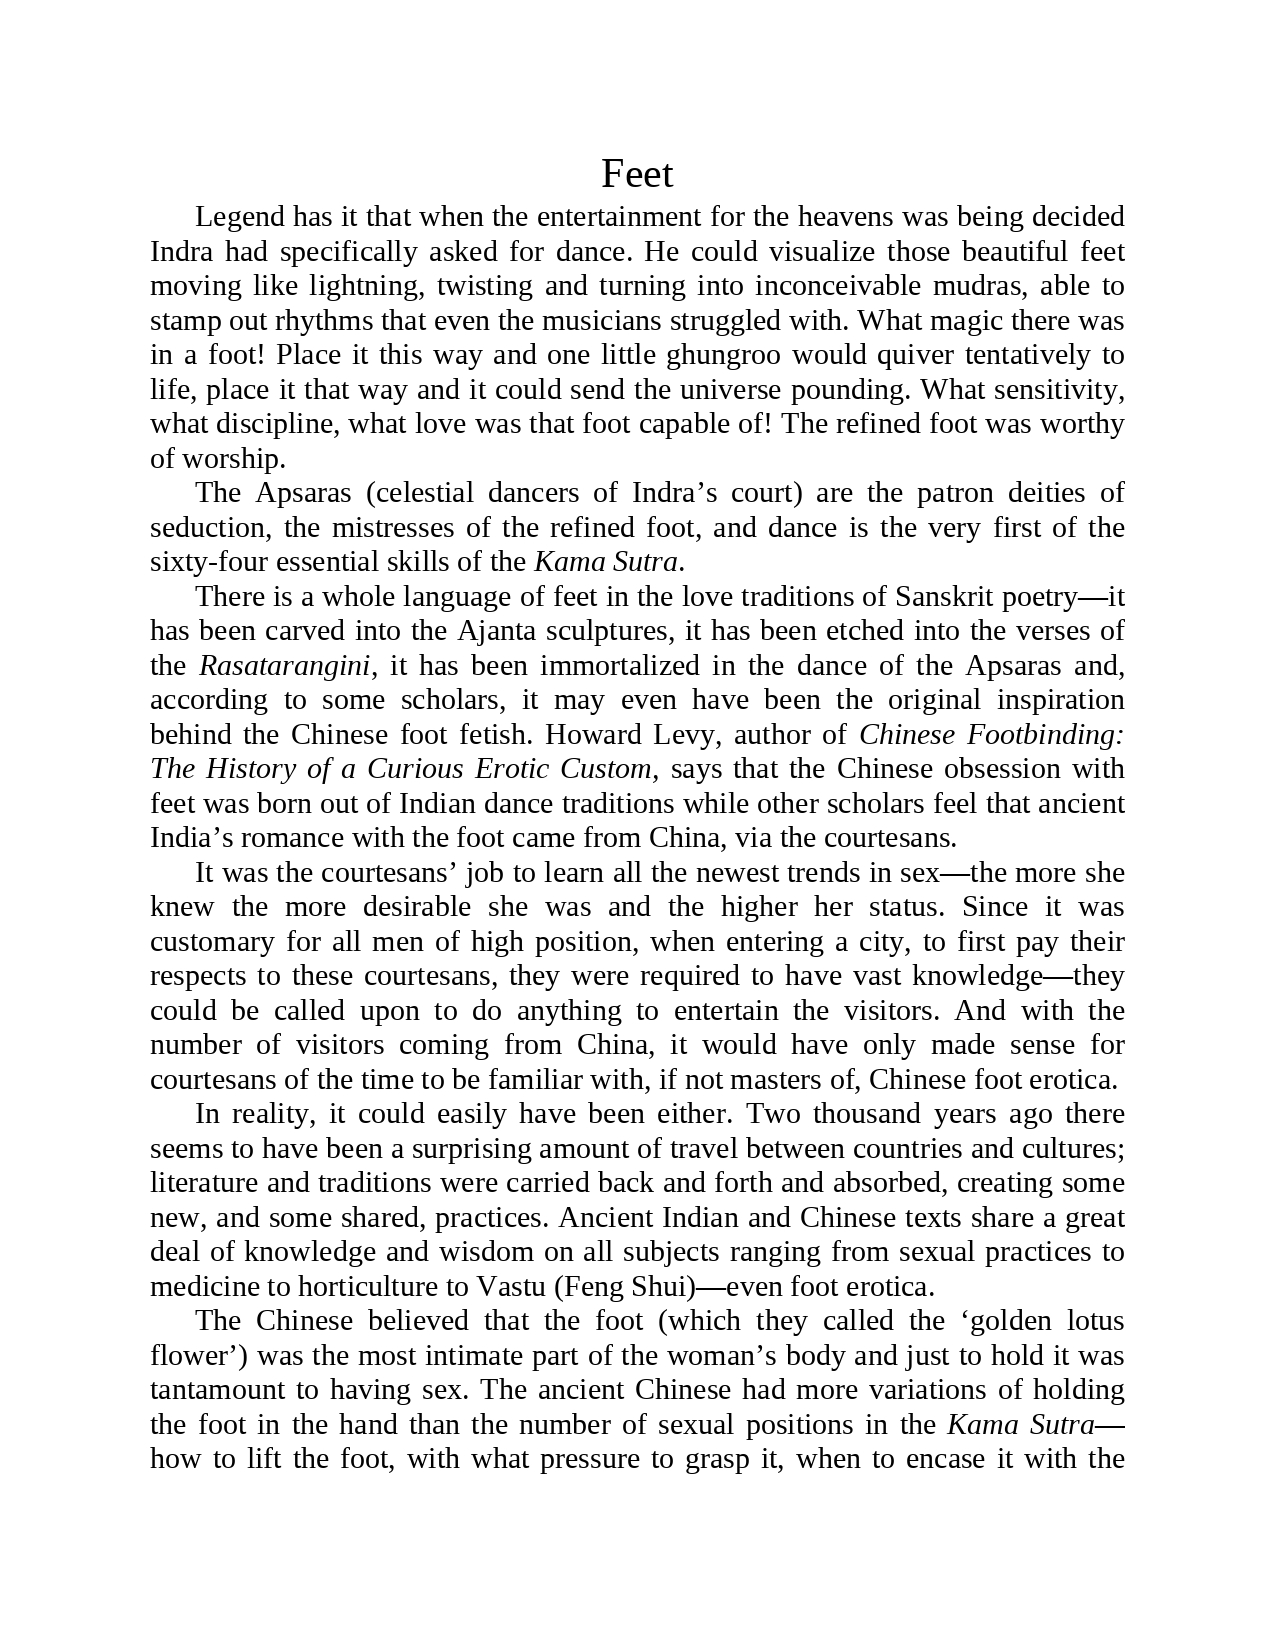 Feet
Legend has it that when the entertainment for the heavens was being decided
Indra had specifically asked for dance. He could visualize those beautiful feet
moving like lightning, twisting and turning into inconceivable mudras, able to
stamp out rhythms that even the musicians struggled with. What magic there was
in a foot! Place it this way and one little ghungroo would quiver tentatively to
life, place it that way and it could send the universe pounding. What sensitivity,
what discipline, what love was that foot capable of! The refined foot was worthy
of worship.
The Apsaras (celestial dancers of Indra’s court) are the patron deities of
seduction, the mistresses of the refined foot, and dance is the very first of the
sixty-four essential skills of the Kama Sutra.
There is a whole language of feet in the love traditions of Sanskrit poetry—it
has been carved into the Ajanta sculptures, it has been etched into the verses of
the Rasatarangini, it has been immortalized in the dance of the Apsaras and,
according to some scholars, it may even have been the original inspiration
behind the Chinese foot fetish. Howard Levy, author of Chinese Footbinding:
The History of a Curious Erotic Custom, says that the Chinese obsession with
feet was born out of Indian dance traditions while other scholars feel that ancient
India’s romance with the foot came from China, via the courtesans.
It was the courtesans’ job to learn all the newest trends in sex—the more she
knew the more desirable she was and the higher her status. Since it was
customary for all men of high position, when entering a city, to first pay their
respects to these courtesans, they were required to have vast knowledge—they
could be called upon to do anything to entertain the visitors. And with the
number of visitors coming from China, it would have only made sense for
courtesans of the time to be familiar with, if not masters of, Chinese foot erotica.
In reality, it could easily have been either. Two thousand years ago there
seems to have been a surprising amount of travel between countries and cultures;
literature and traditions were carried back and forth and absorbed, creating some
new, and some shared, practices. Ancient Indian and Chinese texts share a great
deal of knowledge and wisdom on all subjects ranging from sexual practices to
medicine to horticulture to Vastu (Feng Shui)—even foot erotica.
The Chinese believed that the foot (which they called the ‘golden lotus
flower’) was the most intimate part of the woman’s body and just to hold it was
tantamount to having sex. The ancient Chinese had more variations of holding
the foot in the hand than the number of sexual positions in the Kama Sutra—
how to lift the foot, with what pressure to grasp it, when to encase it with the